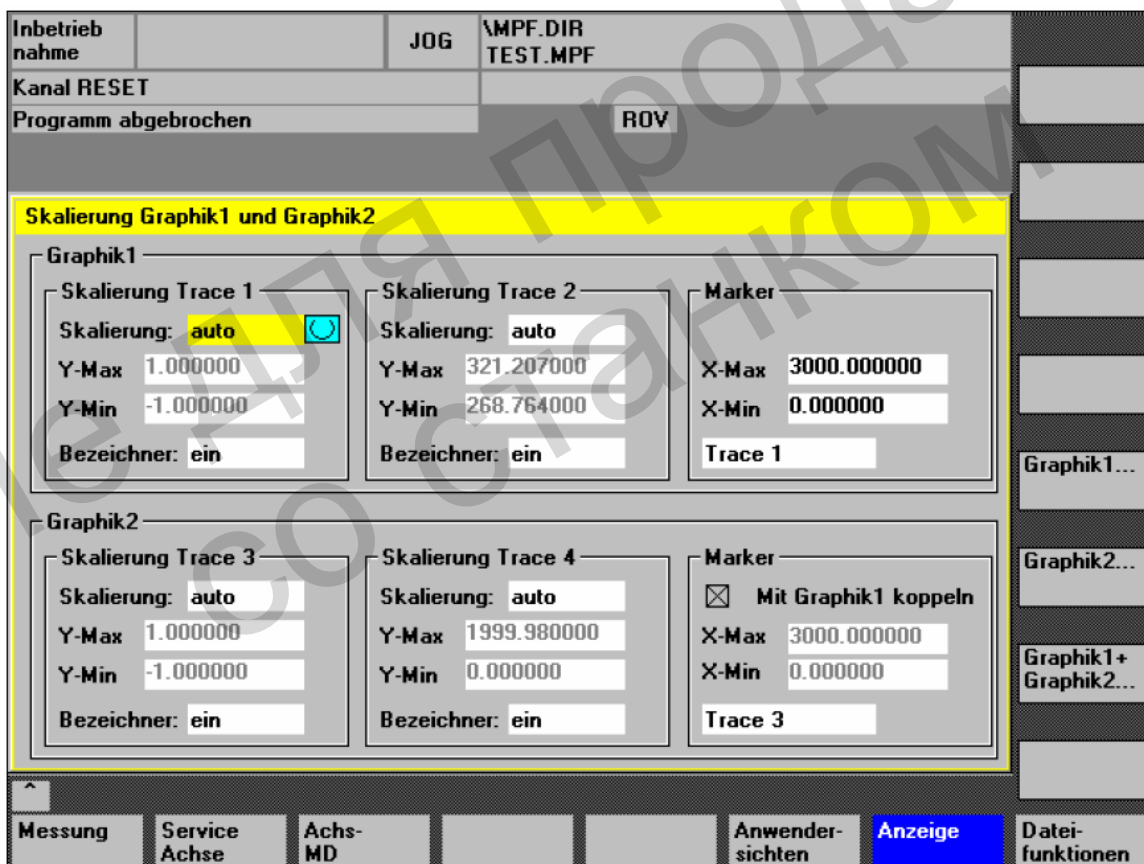 Inbetrieb
nahme
JOG
\MPF.DIR
TEST.MPF
Kanal RESET
Programm abgebrochen
ROV
Skalierung Graphik1 und Graphik2
Graphik1
Skalierung Trace 1
Skalierung: auto
Y-Max 1.000000
Y-Min -1.000000
Bezeichner: ein
Skalierung Trace 2
Skalierung: auto
Y-Max 321.207000
Y-Min 268.764000
Bezeichner: ein
Marker
X-Max 3000.000000
X-Min 0.000000
Trace 1
Graphik2
Skalierung Trace 3
Skalierung: auto
Y-Max 1.000000
Y-Min -1.000000
Bezeichner: ein
Skalierung Trace 4
Skalierung: auto
Y-Max 1999.980000
Y-Min 0.000000
Bezeichner: ein
Marker
Mit Graphik1 koppeln
X-Max 3000.000000
X-Min 0.000000
Trace 3
Graphik1...
Graphik2...
Graphik1+
Graphik2...
^
Messung
Service
Achse
Achs-
MD
Anwender-
sichten
Anzeige
Datei-
funktionen
для
со станком